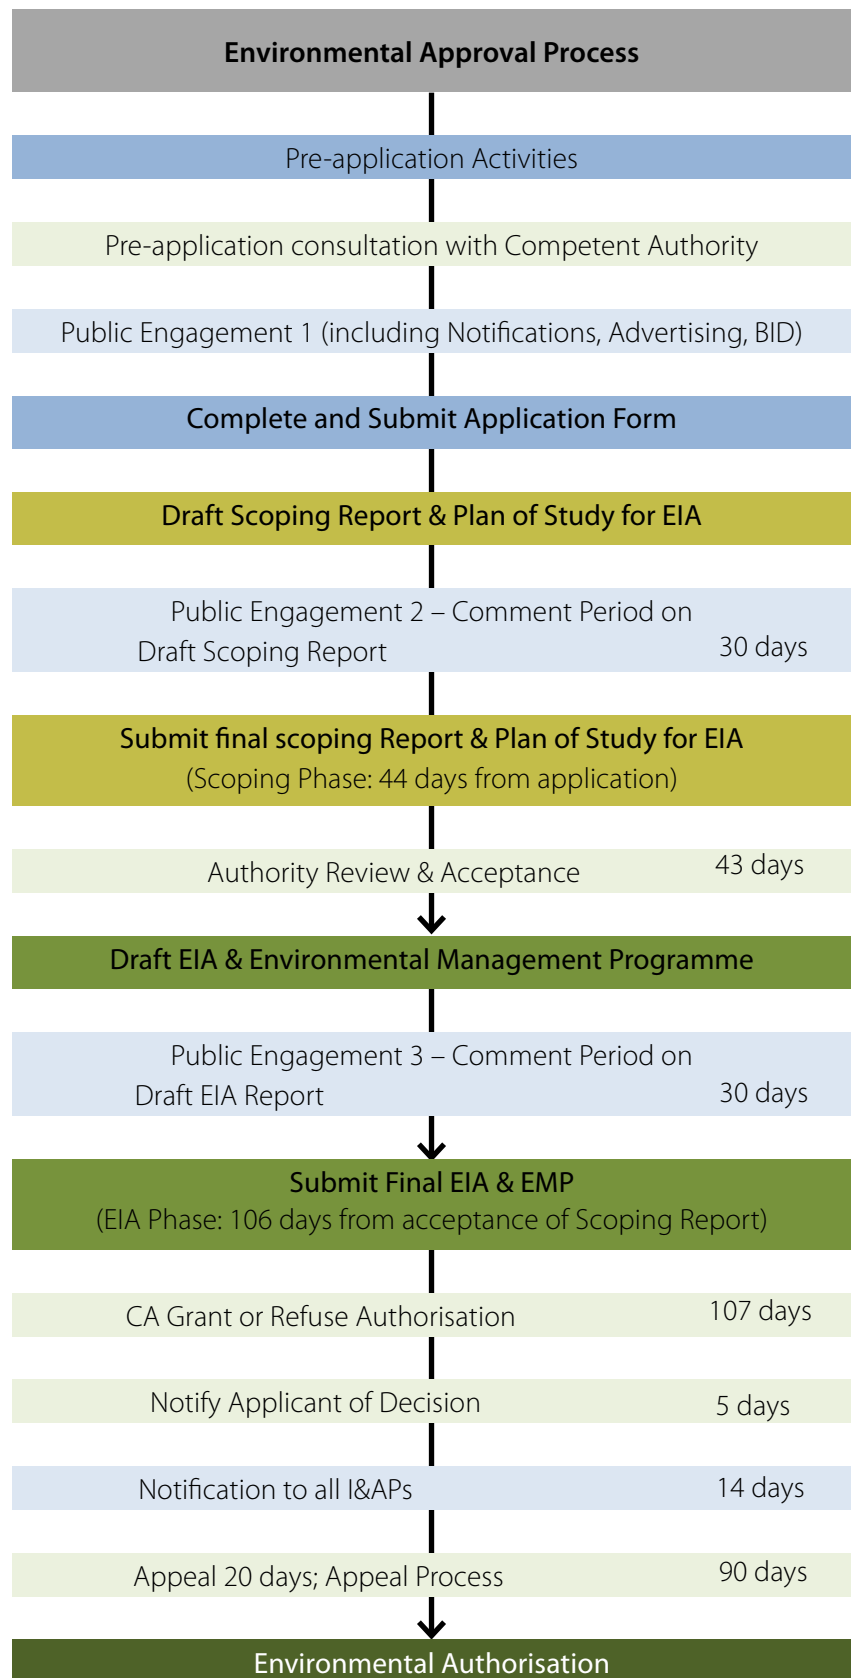 Environmental Approval Process
Pre-application Activities
Pre-application consultation with Competent Authority
Public Engagement 1 (including Notifications, Advertising, BID)
Complete and Submit Application Form
Draft Scoping Report & Plan of Study for EIA
Public Engagement 2 – Comment Period on
Draft Scoping Report 30 days
Submit final scoping Report & Plan of Study for EIA
(Scoping Phase: 44 days from application)
Authority Review & Acceptance 43 days
Draft EIA & Environmental Management Programme
Public Engagement 3 – Comment Period on
Draft EIA Report 30 days
Submit Final EIA & EMP
(EIA Phase: 106 days from acceptance of Scoping Report)
CA Grant or Refuse Authorisation 107 days
Notify Applicant of Decision 5 days
Notification to all I&APs 14 days
Appeal 20 days; Appeal Process 90 days
Environmental Authorisation